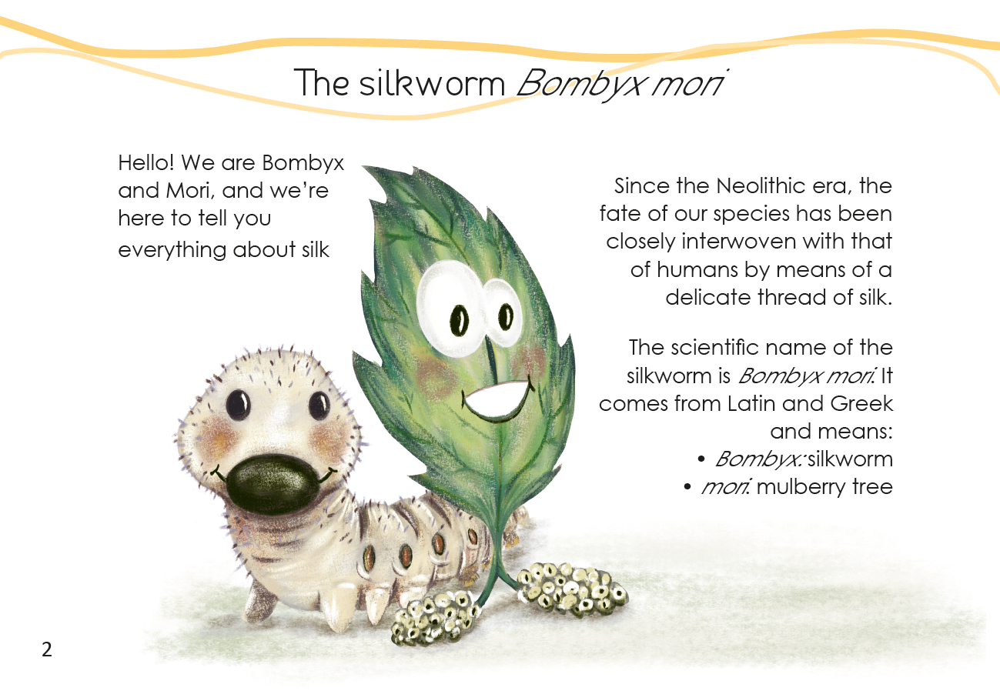 The silkworm Bombyx mori
Hello! We are Bombyx
and Mori, and we’re
here to tell you
everything about silk
Since the Neolithic era, the
fate of our species has been
closely interwoven with that
of humans by means of a
delicate thread of silk.
The scientific name of the
silkworm is Bombyx mori. It
comes from Latin and Greek
and means:
• Bombyx: silkworm
• mori: mulberry tree
2